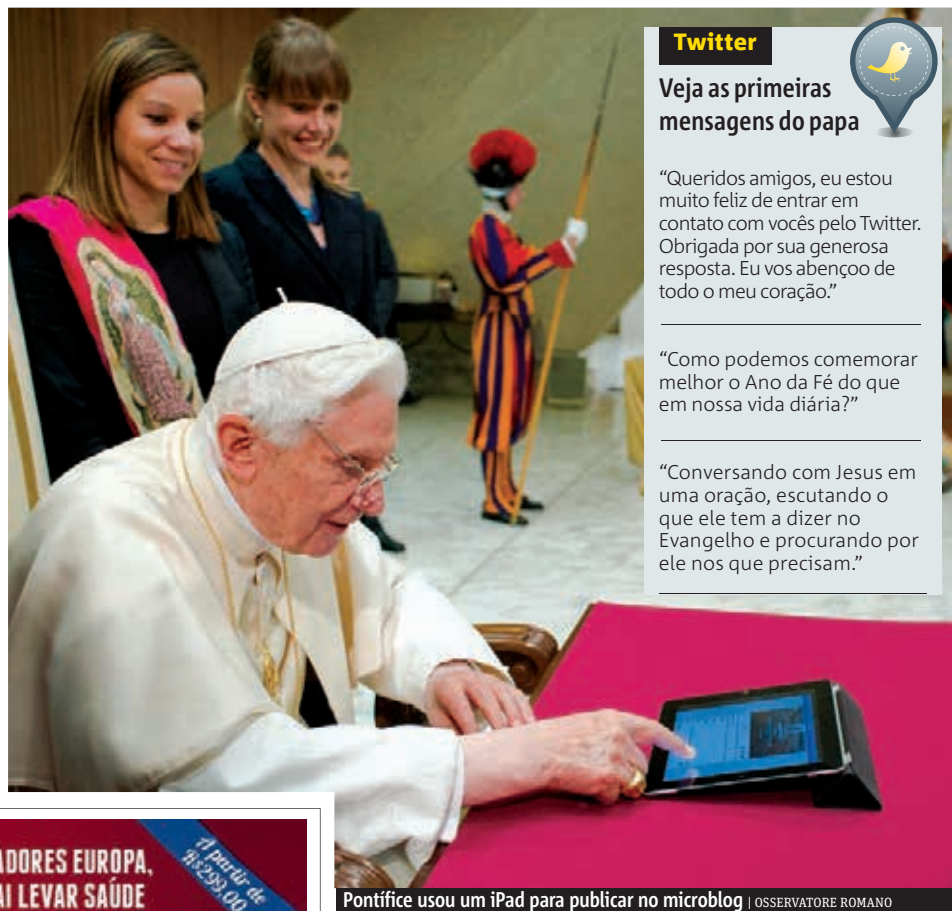 Twitter
Veja as primeiras
mensagens do papa
“Queridos amigos, eu estou
muito feliz de entrar em
contato com vocês pelo Twitter.
Obrigada por sua generosa
resposta. Eu vos abençoo de
todo o meu coração.”
“Como podemos comemorar
melhor o Ano da Fé do que
em nossa vida diária?”
“Conversando com Jesus em
uma oração, escutando o
que ele tem a dizer no
Evangelho e procurando por
ele nos que precisam.”
Pontífice usou um iPad para publicar no microblog | OSSERVATORE ROMANO
ADORES EUROPA,
AI LEVAR SAÚDE
A partir de
R$299,00